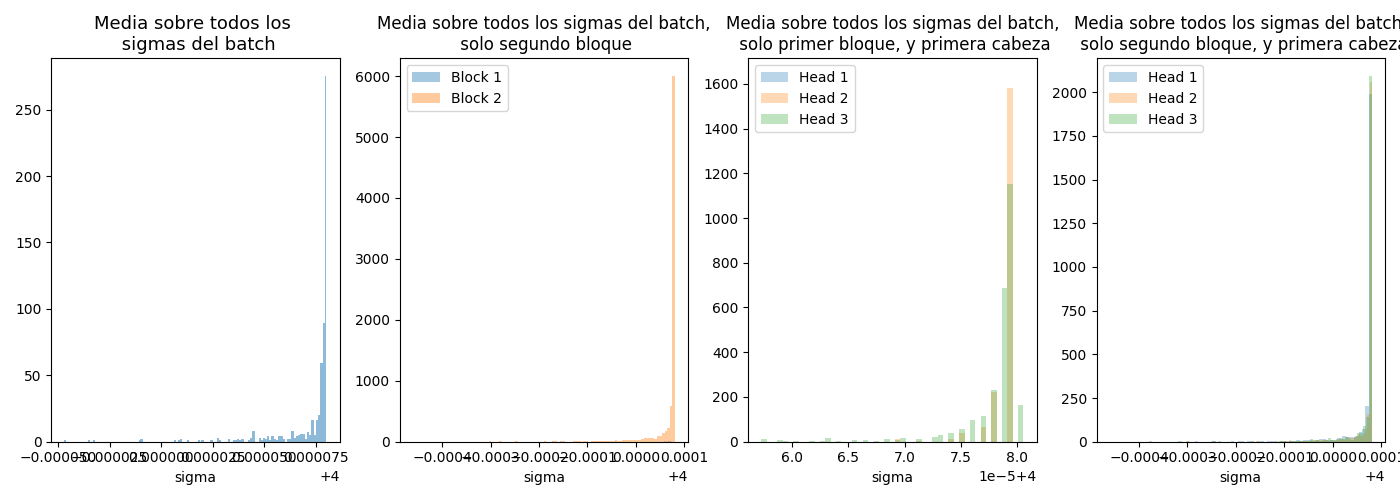 Media sobre todos los
sigmas del batch
250
200
150
100
50
0
+4
sigma
Media sobre todos los sigmas del batch,
solo segundo bloque
Block 1
Block 2
6000
5000
4000
3000
2000
1000
0
+4
sigma
Media sobre todos los sigmas del batch,
solo primer bloque, y primera cabeza
Head 1
Head 2
Head 3
1600
1400
1200
1000
800
600
400
200
0
6.0 6.5 7.0 7.5 8.0
1e-5+4
sigma
Media sobre todos los sigmas del batch
solo segundo bloque, y primera cabeza
Head 1
Head 2
Head 3
2000
1750
1500
1250
1000
750
500
250
0
+4
sigma